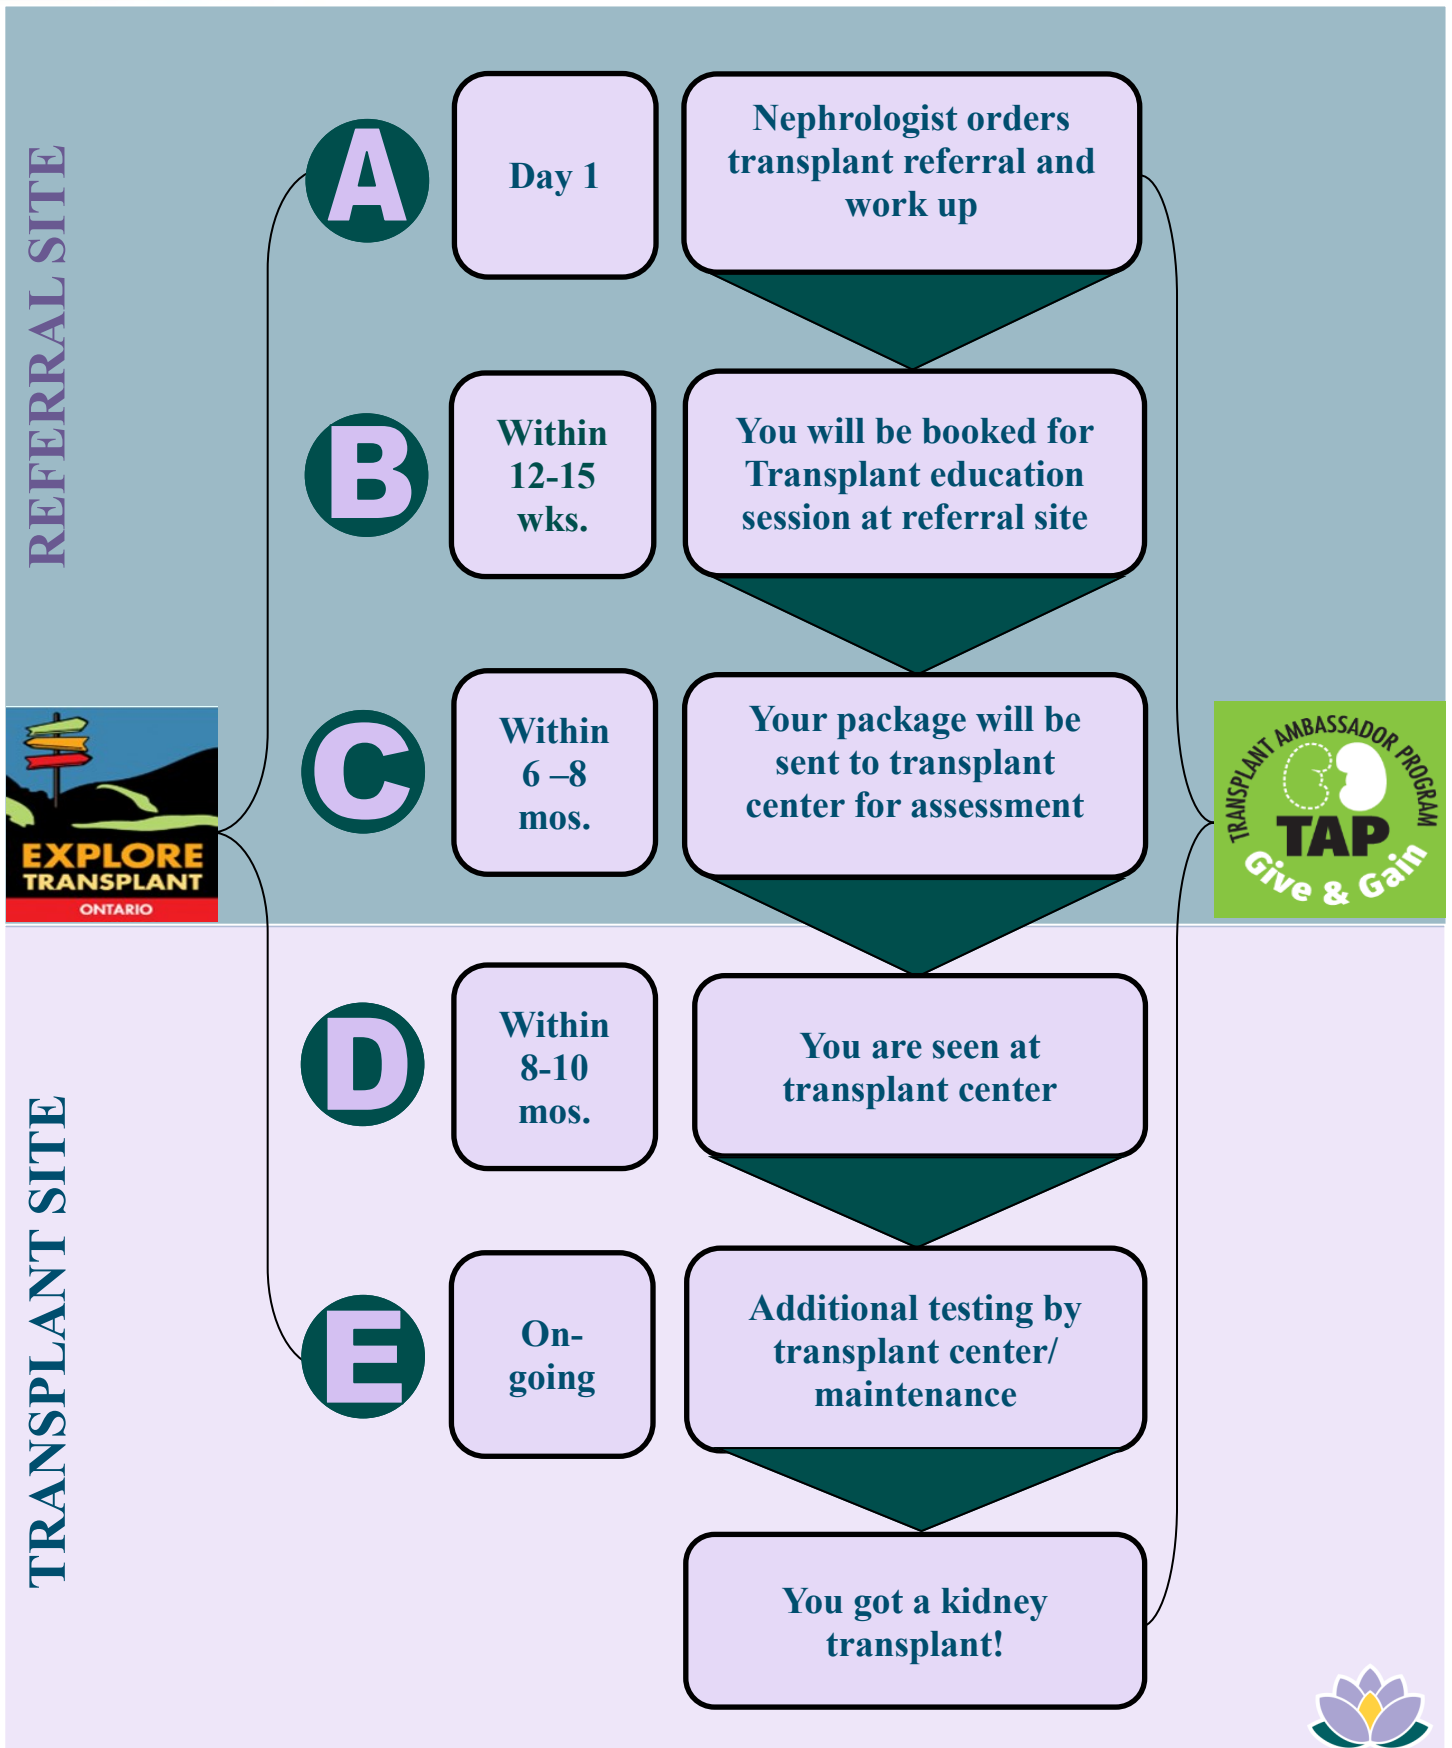 REFERRAL SITE
A
Day 1
Nephrologist orders
transplant referral and
work up
B
Within
12-15
wks.
You will be booked for
Transplant education
session at referral site
C
Within
6 –8
mos.
Your package will be
sent to transplant
center for assessment
EXPLORE
TRANSPLANT
ONTARIO
TRANSPLANT AMBASSADOR PROGRAM
TAP
Give & Gain
TRANSPLANT SITE
D
Within
8-10
mos.
You are seen at
transplant center
E
On-
going
Additional testing by
transplant center/
maintenance
You got a kidney
transplant!